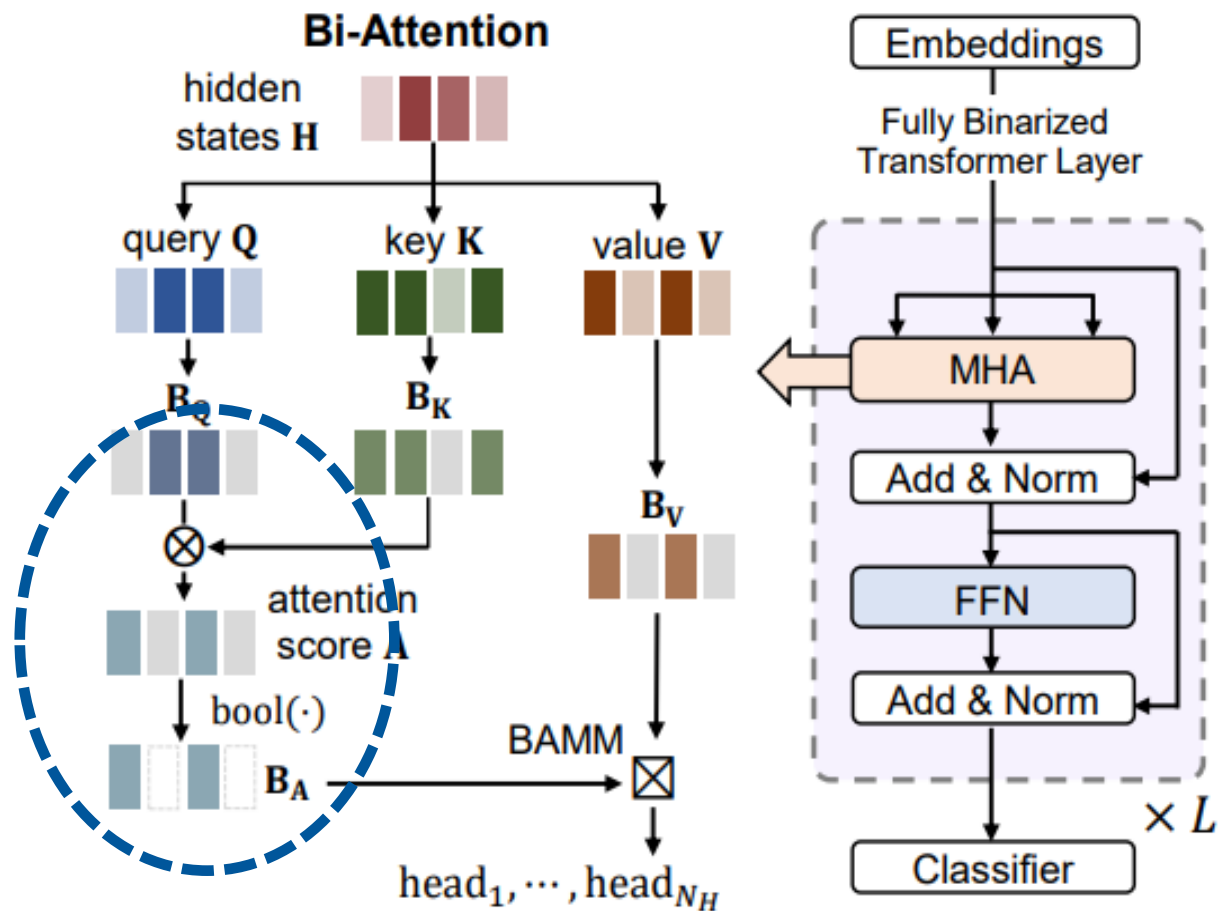 Bi-Attention
hidden
states H
query Q
key K
value V
B_Q
B_K
B_V
attention
score A
bool(·)
B_A
BAMM
head_1, ⋯, head_{N_H}
Embeddings
Fully Binarized
Transformer Layer
MHA
Add & Norm
FFN
Add & Norm
× L
Classifier